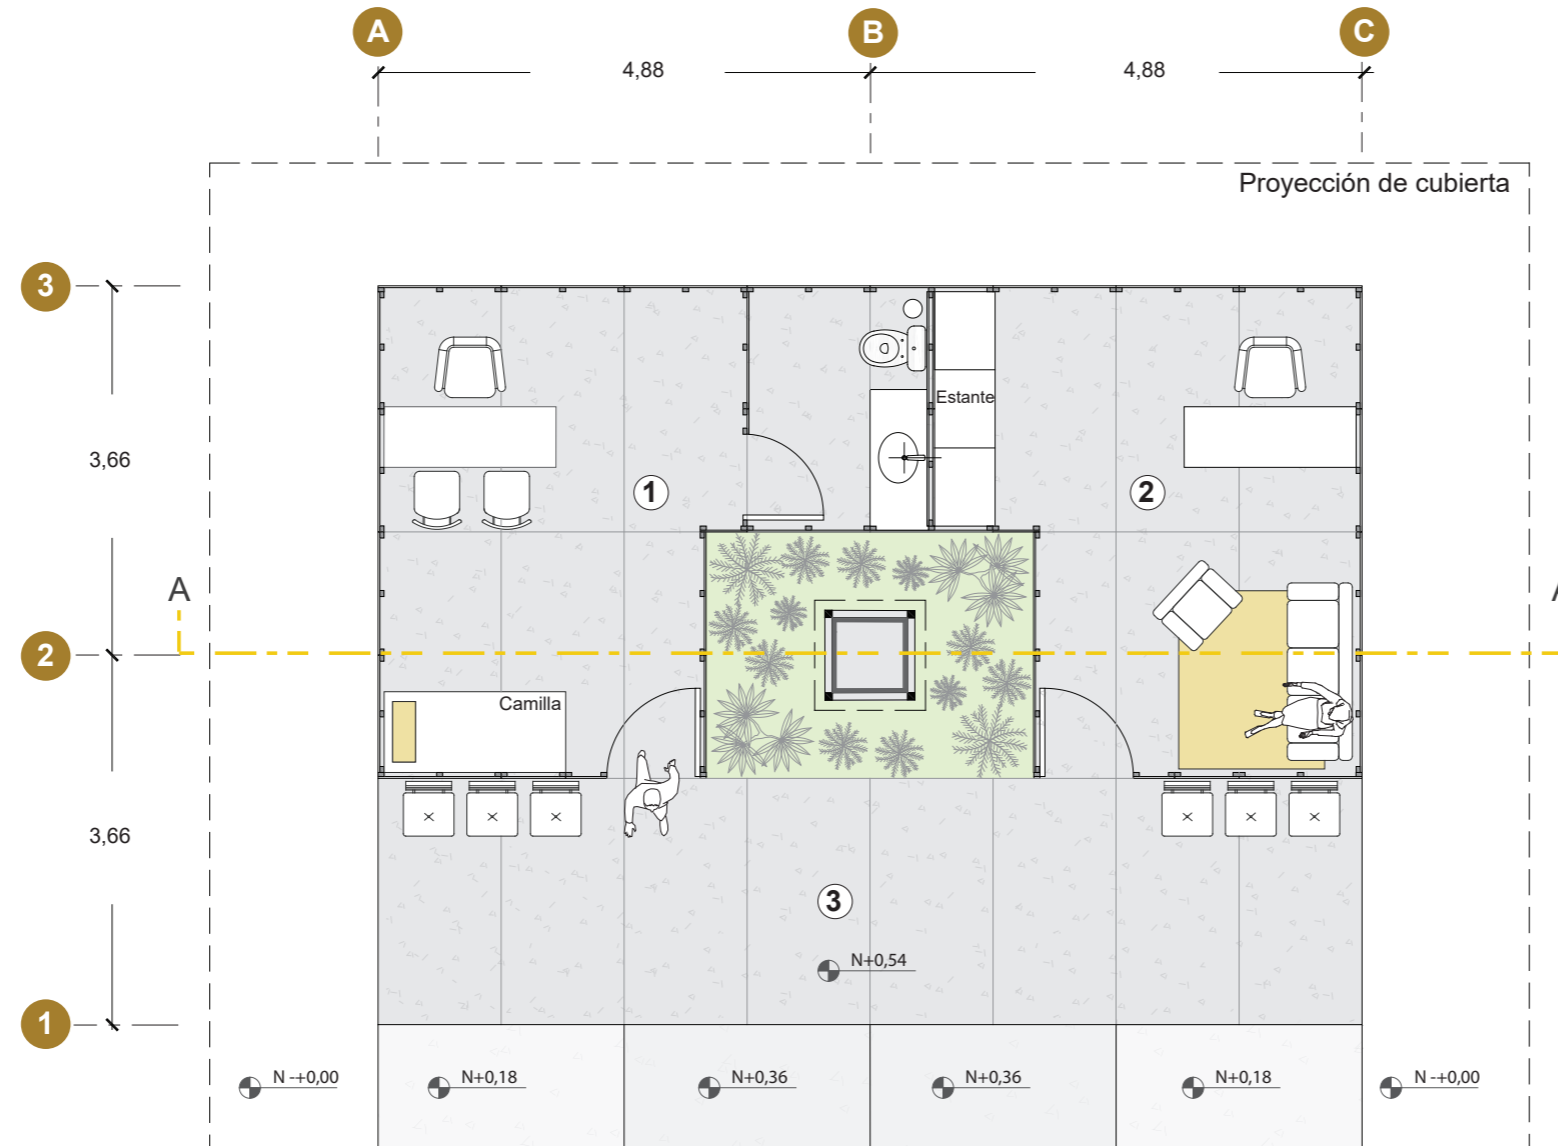 A
B
C
4,88
4,88
Proyección de cubierta
3
Estante
3,66
1
2
A
A
2
Camilla
3,66
3
N+0,54
1
N -+0,00
N+0,18
N+0,36
N+0,36
N+0,18
N -+0,00